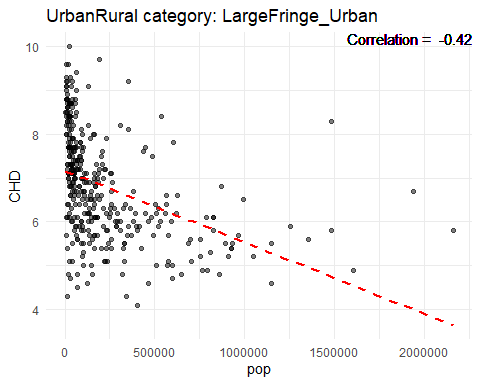 UrbanRural category: LargeFringe_Urban
Correlation = -0.42
10
8
6
4
CHD
0 500000 1000000 1500000 2000000
pop